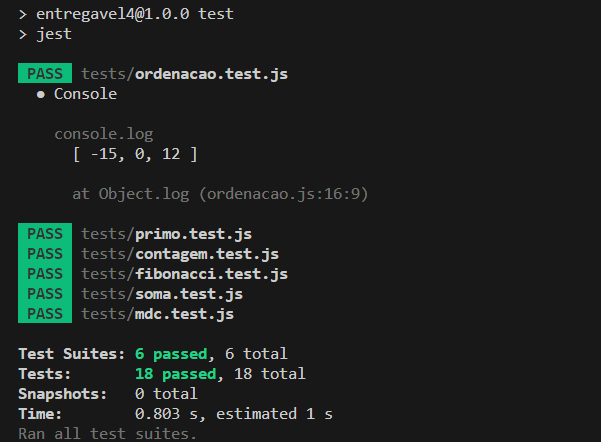 > entregavel4@1.0.0 test
> jest
PASS tests/ordenacao.test.js
● Console
console.log
[ -15, 0, 12 ]
at Object.log (ordenacao.js:16:9)
PASS tests/primo.test.js
PASS tests/contagem.test.js
PASS tests/fibonacci.test.js
PASS tests/soma.test.js
PASS tests/mdc.test.js
Test Suites: 6 passed, 6 total
Tests: 18 passed, 18 total
Snapshots: 0 total
Time: 0.803 s, estimated 1 s
Ran all test suites.